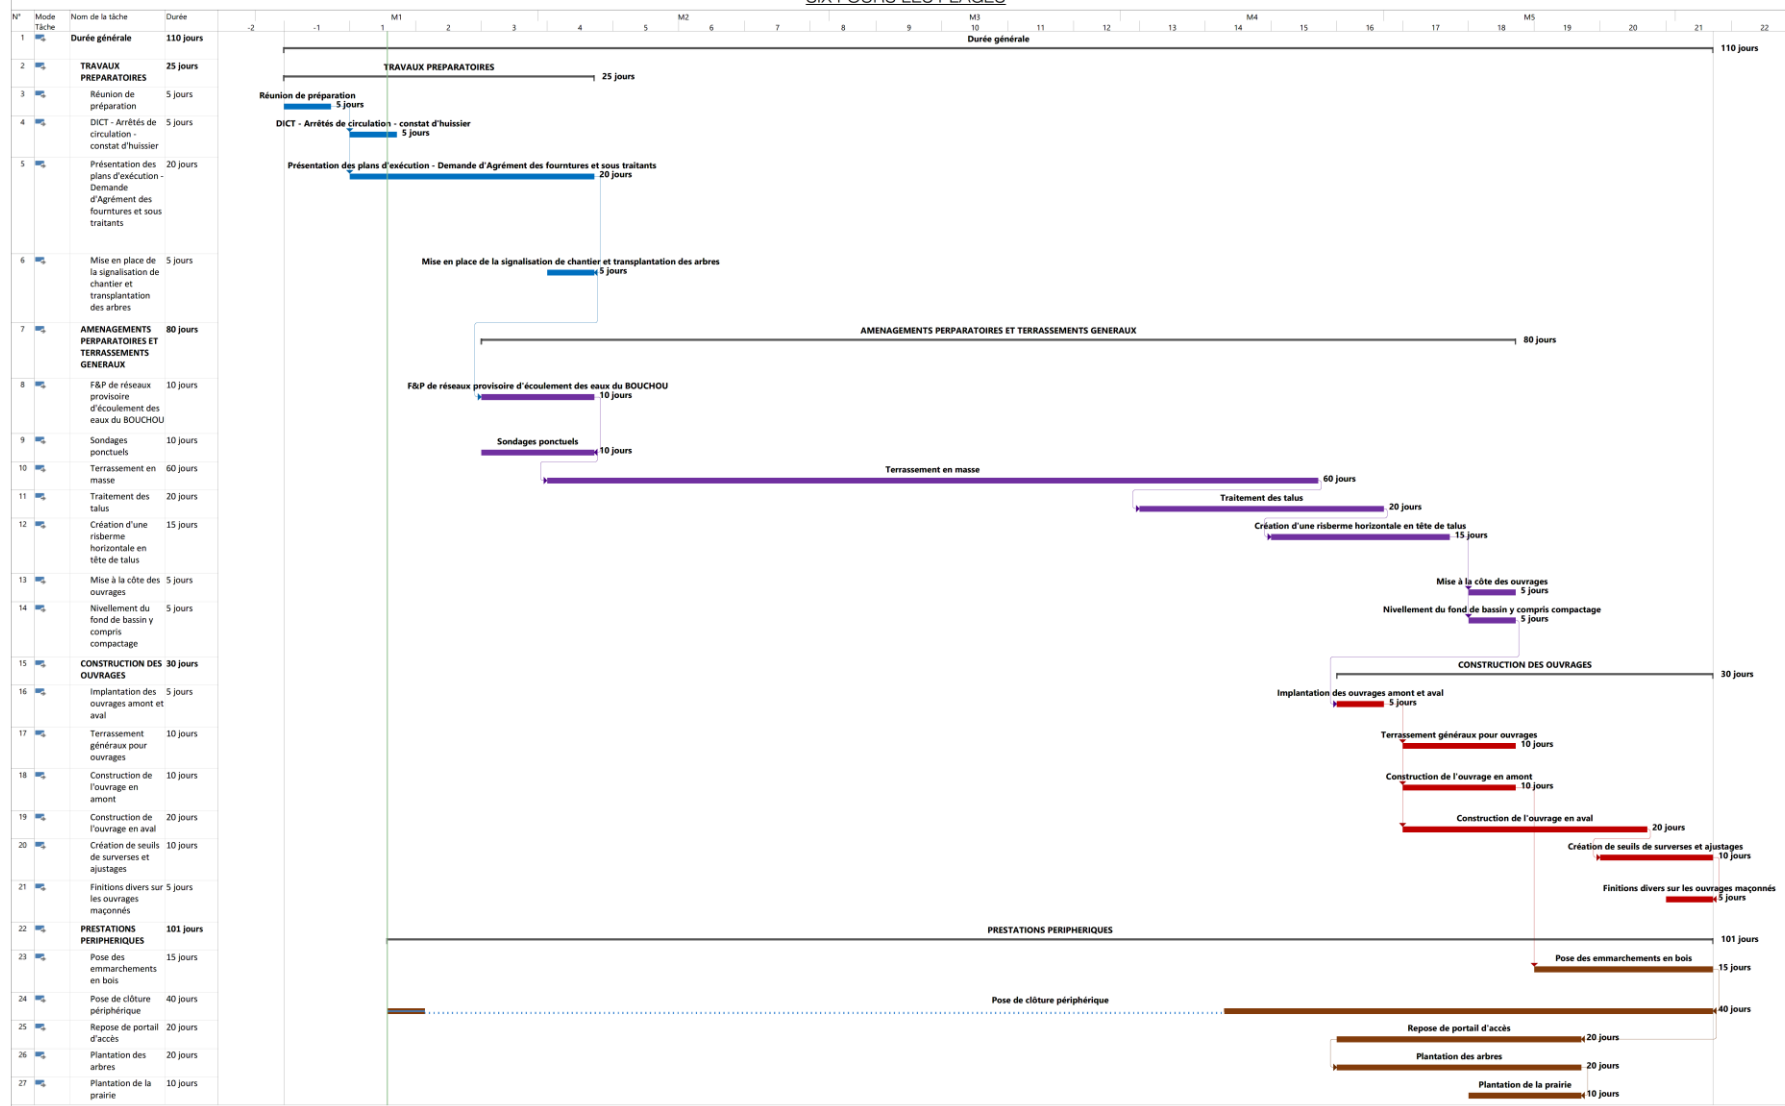 SIX FOURS LES PLAGES
N° Mode Tâche Nom de la tâche Durée M1 M2 M3 M4 M5
-2 -1 1 2 3 4 5 6 7 8 9 10 11 12 13 14 15 16 17 18 19 20 21 22
1 Durée générale 110 jours
Durée générale
110 jours
2 TRAVAUX
PREPARATOIRES
25 jours
TRAVAUX PREPARATOIRES
25 jours
3 Réunion de
préparation
5 jours
Réunion de préparation
5 jours
4 DICT - Arrêtés de
circulation -
constat d'huissier
5 jours
DICT - Arrêtés de circulation - constat d'huissier
5 jours
5 Présentation des
plans d'exécution -
Demande
d'Agrément des
fourntures et sous
traitants
20 jours
Présentation des plans d'exécution - Demande d'Agrément des fourntures et sous traitants
20 jours
6 Mise en place de
la signalisation de
chantier et
transplantation
des arbres
5 jours
Mise en place de la signalisation de chantier et transplantation des arbres
5 jours
7 AMENAGEMENTS
PERPARATOIRES ET
TERRASSEMENTS
GENERAUX
80 jours
AMENAGEMENTS PERPARATOIRES ET TERRASSEMENTS GENERAUX
80 jours
8 F&P de réseaux
provisoire
d'écoulement des
eaux du BOUCHOU
10 jours
F&P de réseaux provisoire d'écoulement des eaux du BOUCHOU
10 jours
9 Sondages
ponctuels
10 jours
Sondages ponctuels
10 jours
10 Terrassement en
masse
60 jours
Terrassement en masse
60 jours
11 Traitement des
talus
20 jours
Traitement des talus
20 jours
12 Création d'une
risberme
horizontale en
tête de talus
15 jours
Création d'une risberme horizontale en tête de talus
15 jours
13 Mise à la côte des
ouvrages
5 jours
Mise à la côte des ouvrages
5 jours
14 Nivellement du
fond de bassin y
compris
compactage
5 jours
Nivellement du fond de bassin y compris compactage
5 jours
15 CONSTRUCTION DES
OUVRAGES
30 jours
CONSTRUCTION DES OUVRAGES
30 jours
16 Implantation des
ouvrages amont et
aval
5 jours
Implantation des ouvrages amont et aval
5 jours
17 Terrassement
généraux pour
ouvrages
10 jours
Terrassement généraux pour ouvrages
10 jours
18 Construction de
l'ouvrage en
amont
10 jours
Construction de l'ouvrage en amont
10 jours
19 Construction de
l'ouvrage en aval
20 jours
Construction de l'ouvrage en aval
20 jours
20 Création de seuils
de surverses et
ajustages
10 jours
Création de seuils de surverses et ajustages
10 jours
21 Finitions divers sur
les ouvrages
maçonnés
5 jours
Finitions divers sur les ouvrages maçonnés
5 jours
22 PRESTATIONS
PERIPHERIQUES
101 jours
PRESTATIONS PERIPHERIQUES
101 jours
23 Pose des
emmarchements
en bois
15 jours
Pose des emmarchements en bois
15 jours
24 Pose de clôture
périphérique
40 jours
Pose de clôture périphérique
40 jours
25 Repose de portail
d'accès
20 jours
Repose de portail d'accès
20 jours
26 Plantation des
arbres
20 jours
Plantation des arbres
20 jours
27 Plantation de la
prairie
10 jours
Plantation de la prairie
10 jours